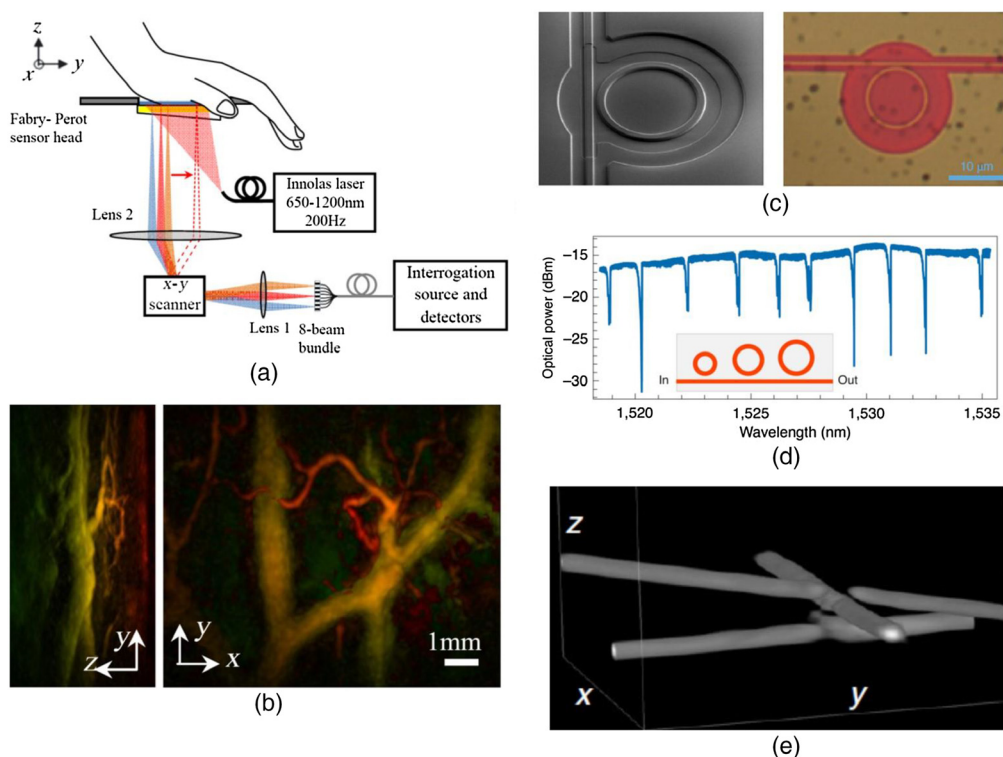 z
x
y
Fabry- Perot
sensor head
Innolas laser
650-1200nm
200Hz
Lens 2
x-y
scanner
Lens 1
8-beam
bundle
Interrogation
source and
detectors
(a)
y
z
y
x
1mm
(b)
10 μm
(c)
Optical power (dBm)
−15
−20
−25
−30
In
Out
1,520
1,525
1,530
1,535
Wavelength (nm)
(d)
z
x
y
(e)